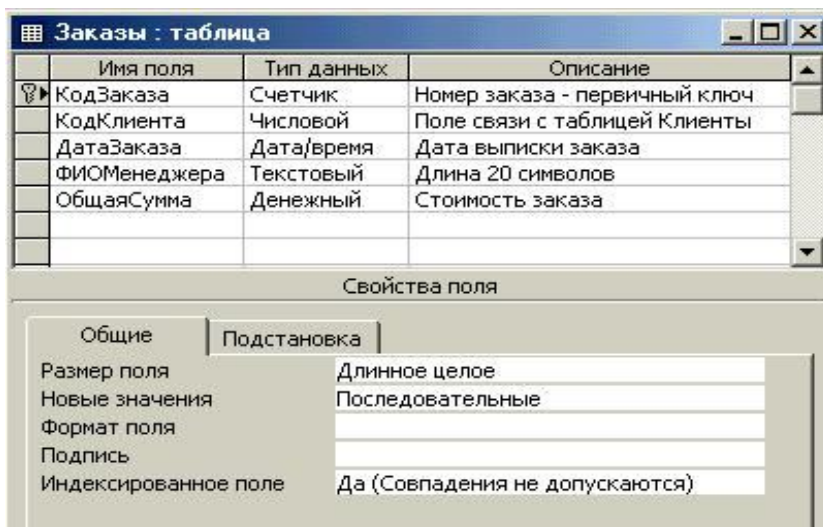 Заказы : таблица
Имя поля Тип данных Описание
КодЗаказа Счетчик Номер заказа - первичный ключ
КодКлиента Числовой Поле связи с таблицей Клиенты
ДатаЗаказа Дата/время Дата выписки заказа
ФИОМенеджера Текстовый Длина 20 символов
ОбщаяСумма Денежный Стоимость заказа
Свойства поля
Общие Подстановка
Размер поля Длинное целое
Новые значения Последовательные
Формат поля
Подпись
Индексированное поле Да (Совпадения не допускаются)